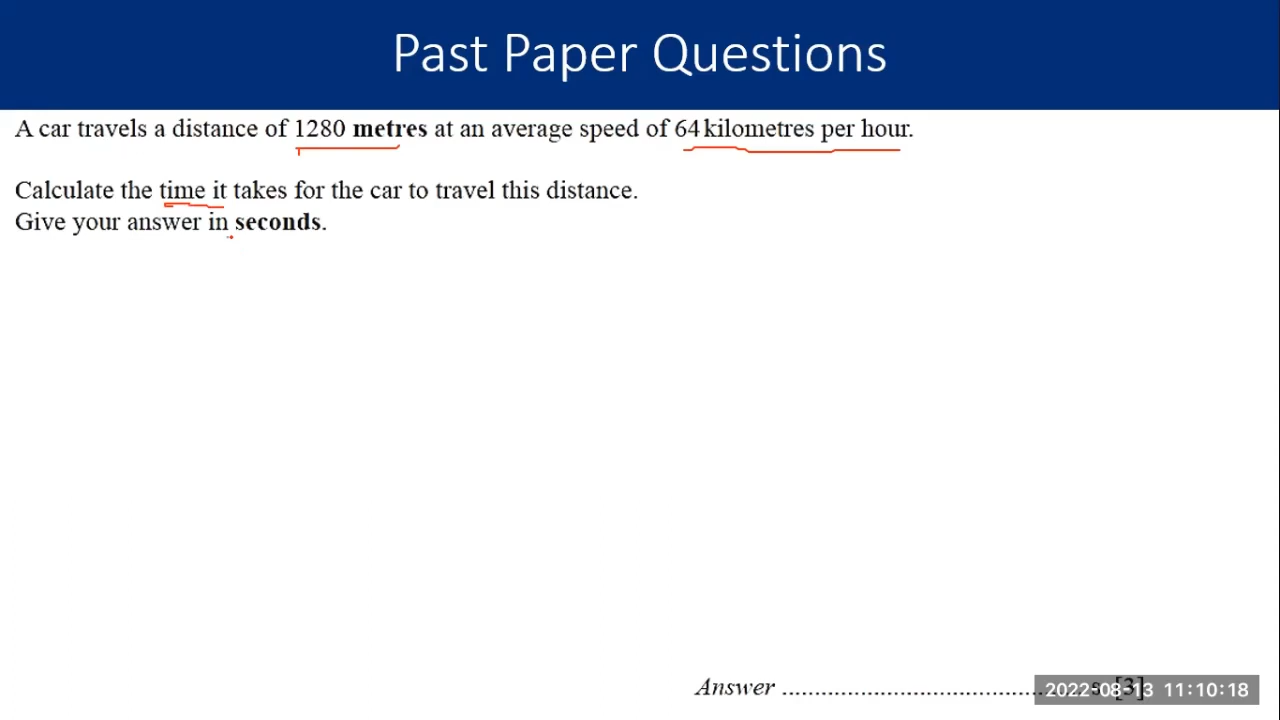 Past Paper Questions
A car travels a distance of 1280 metres at an average speed of 64 kilometres per hour.
Calculate the time it takes for the car to travel this distance.
Give your answer in seconds.
Answer ............................................ s [3]
2022-08-13 11:10:18